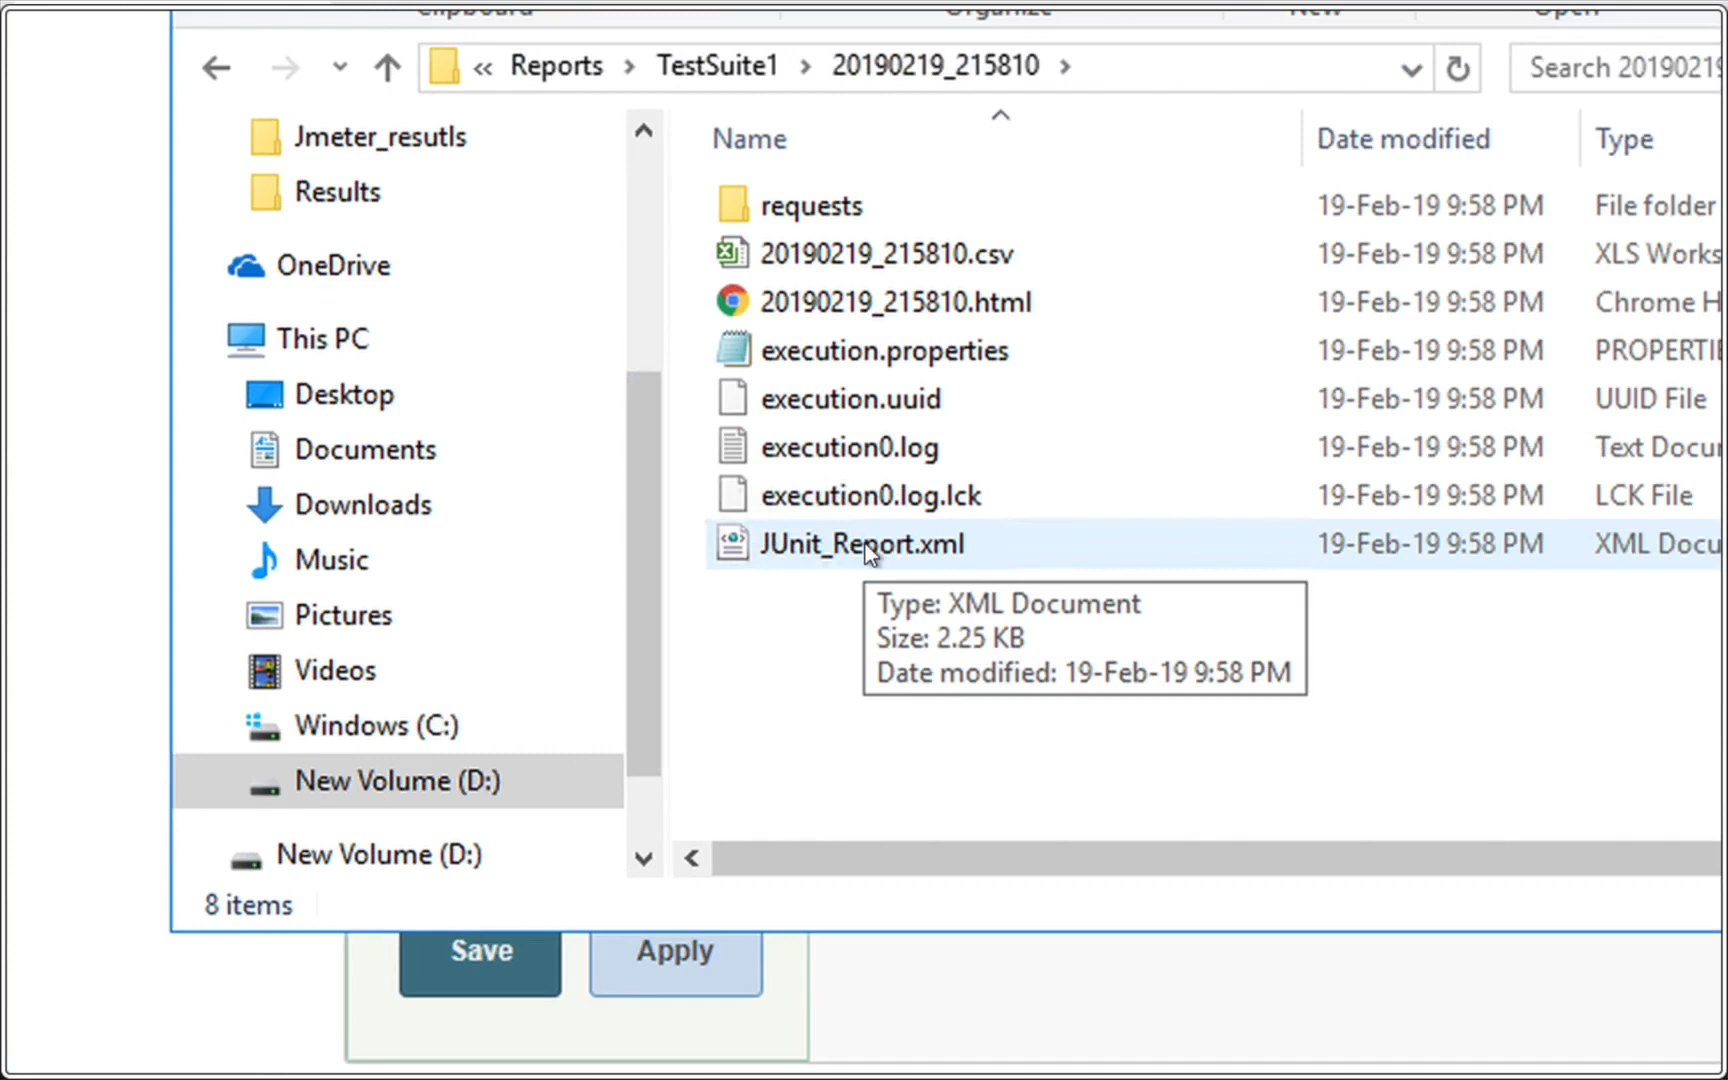 Clipboard Organize New Open
« Reports > TestSuite1 > 20190219_215810 >
Search 20190219
Jmeter_resutls
Results
OneDrive
This PC
Desktop
Documents
Downloads
Music
Pictures
Videos
Windows (C:)
New Volume (D:)
New Volume (D:)
Name Date modified Type
requests 19-Feb-19 9:58 PM File folder
20190219_215810.csv 19-Feb-19 9:58 PM XLS Works
20190219_215810.html 19-Feb-19 9:58 PM Chrome H
execution.properties 19-Feb-19 9:58 PM PROPERTIE
execution.uuid 19-Feb-19 9:58 PM UUID File
execution0.log 19-Feb-19 9:58 PM Text Docu
execution0.log.lck 19-Feb-19 9:58 PM LCK File
JUnit_Report.xml 19-Feb-19 9:58 PM XML Docu
Type: XML Document
Size: 2.25 KB
Date modified: 19-Feb-19 9:58 PM
8 items
Save Apply